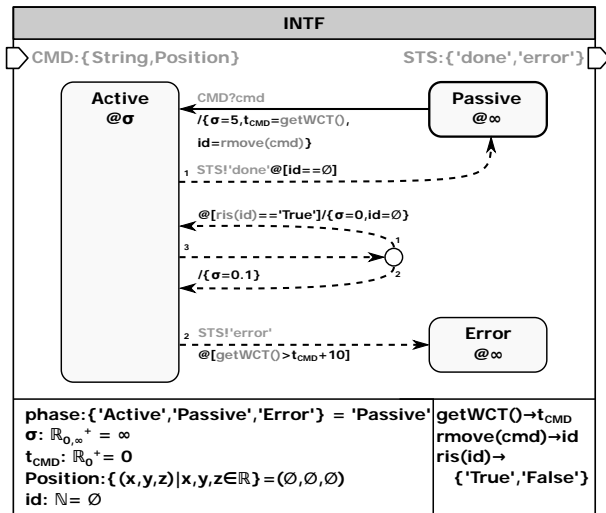 INTF
CMD:{String,Position}
STS:{'done','error'}
Active
@σ
CMD?cmd
/{σ=5,tCMD=getWCT(),
id=rmove(cmd)}
Passive
@∞
1
STS!'done'@[id==∅]
@[ris(id)=='True']/{σ=0,id=∅}
1
3
2
/{σ=0.1}
2
STS!'error'
@[getWCT()>tCMD+10]
Error
@∞
phase:{'Active','Passive','Error'} = 'Passive'
σ: ℝ0,∞⁺ = ∞
tCMD: ℝ0⁺= 0
Position:{(x,y,z)|x,y,z∈ℝ}=(∅,∅,∅)
id: ℕ= ∅
getWCT()→tCMD
rmove(cmd)→id
ris(id)→
{'True','False'}